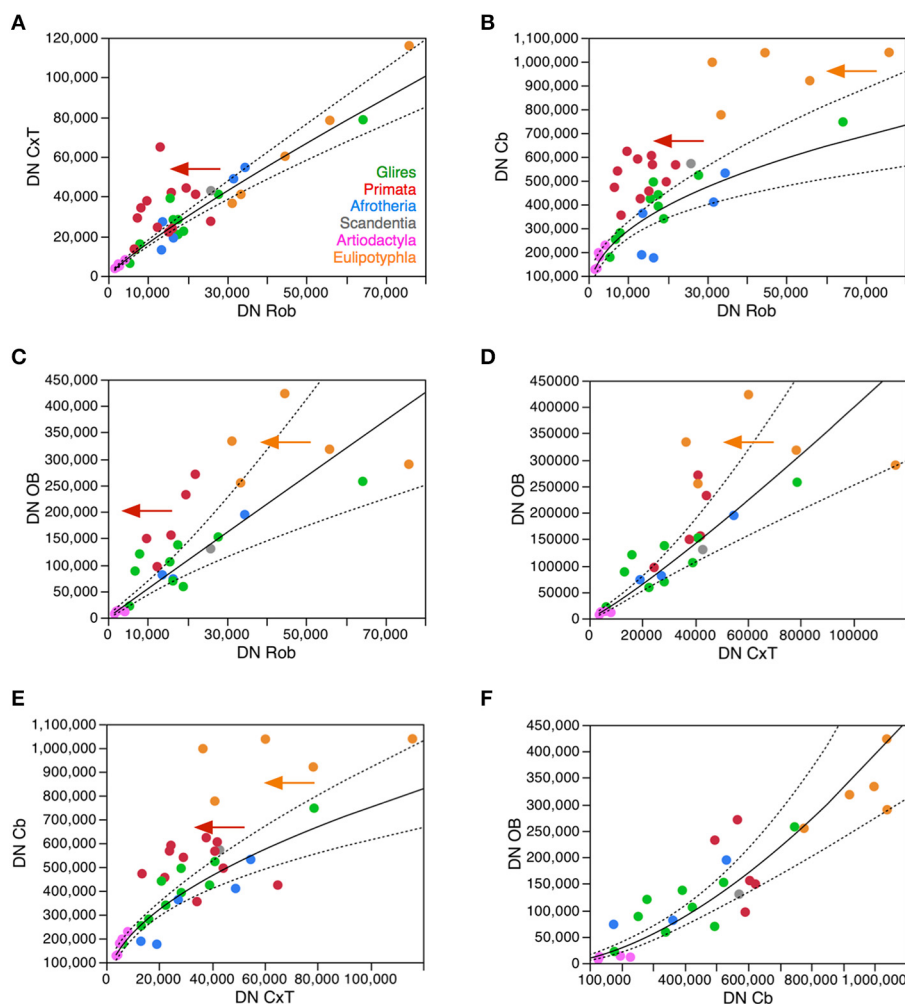 A
B
120,000
100,000
80,000
60,000
40,000
20,000
0
DN CxT
Glires
Primata
Afrotheria
Scandentia
Artiodactyla
Eulipotyphla
0 10,000 30,000 50,000 70,000
DN Rob
1,100,000
1,000,000
900,000
800,000
700,000
600,000
500,000
400,000
300,000
200,000
100,000
DN Cb
0 10,000 30,000 50,000 70,000
DN Rob
C
D
450,000
400,000
350,000
300,000
250,000
200,000
150,000
100,000
50,000
0
DN OB
0 10,000 30,000 50,000 70,000
DN Rob
450000
400000
350000
300000
250000
200000
150000
100000
50000
0
DN OB
0 20000 40000 60000 80000 100000
DN CxT
E
F
1,100,000
1,000,000
900,000
800,000
700,000
600,000
500,000
400,000
300,000
200,000
100,000
DN Cb
0 20,000 40,000 60,000 80,000 100,000
DN CxT
450,000
400,000
350,000
300,000
250,000
200,000
150,000
100,000
50,000
0
DN OB
100,000 400,000 700,000 1,000,000
DN Cb